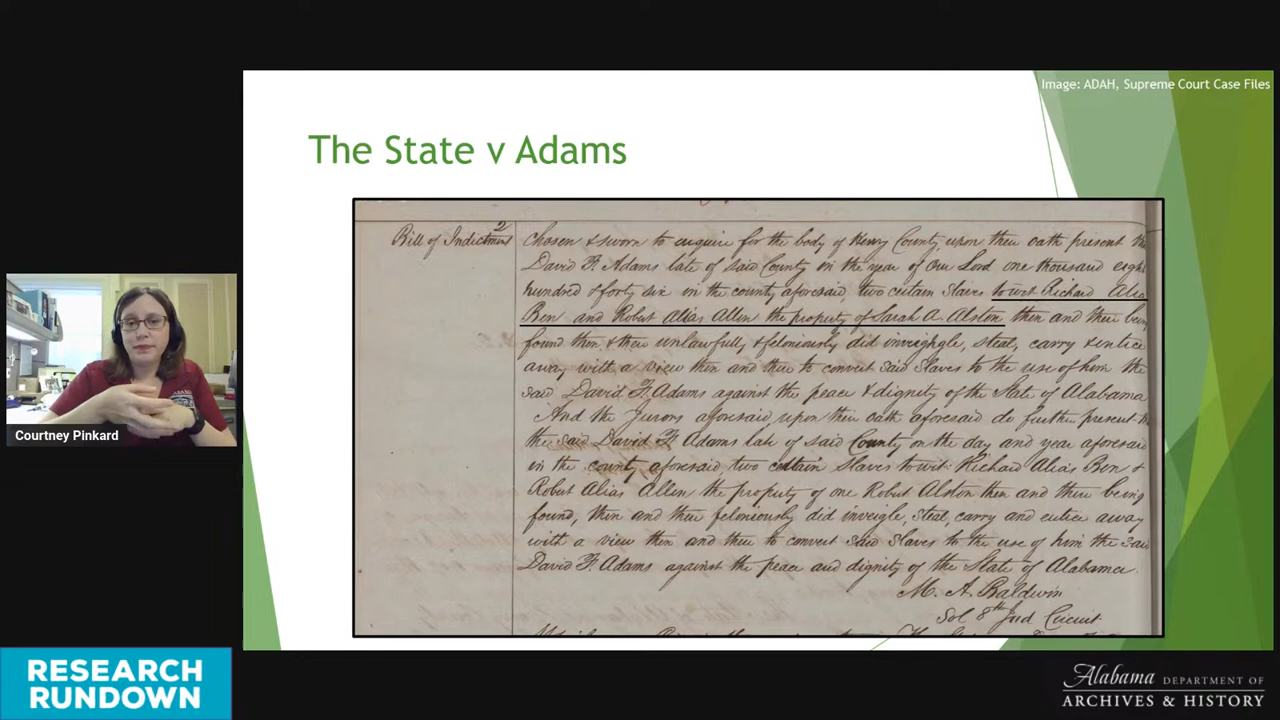 Image: ADAH, Supreme Court Case Files
The State v Adams
Bill of Indictment
2
chosen & sworn to enquire for the body of Henry County upon their oath present
David F. Adams late of said County on the year of our Lord one thousand eigh
hundred & forty six in the county aforesaid, two certain slaves to wit Richard Alia
Ben and Robert Alias Allen the property of Sarah A. Alston then and there bein
found then & there unlawfully & feloniously did inveighgle, steal, carry & entice
away with a view then and there to convert said slaves to the use of him the
said David F. Adams against the peace & dignity of the State of Alabama
And the Jurors aforesaid upon their oath aforesaid do further present
the said David F. Adams late of said County on the day and year aforesaid
in the county aforesaid, two certain slaves to wit Richard Alias Ben &
Robert Alias Allen the property of one Robert Alston then and there being
found, then and there feloniously did inveigle, steal, carry and entice away
with a view then and there to convert said slaves to the use of him the said
David F. Adams against the peace and dignity of the State of Alabama.
M. A. Baldwin
Sol 8th Jud Circuit
Courtney Pinkard
RESEARCH
RUNDOWN
Alabama DEPARTMENT OF
ARCHIVES & HISTORY